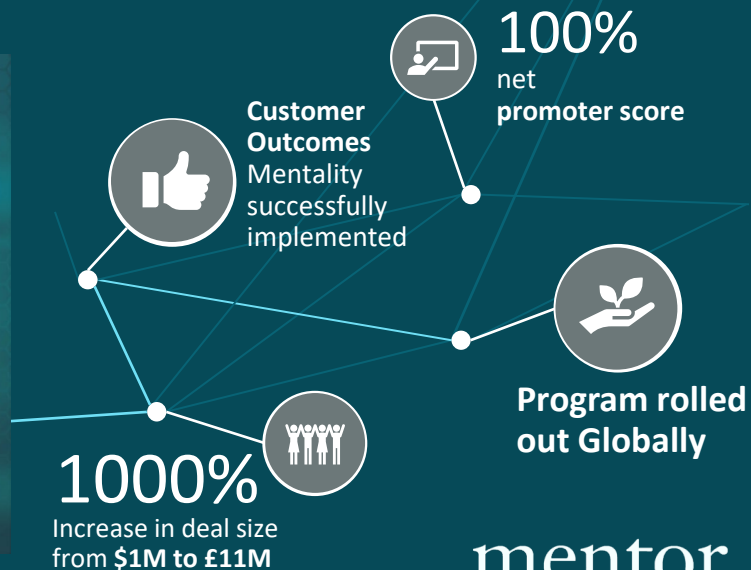 100%
net
promoter score
Customer
Outcomes
Mentality
successfully
implemented
Program rolled
out Globally
1000%
Increase in deal size
from $1M to £11M
mentor